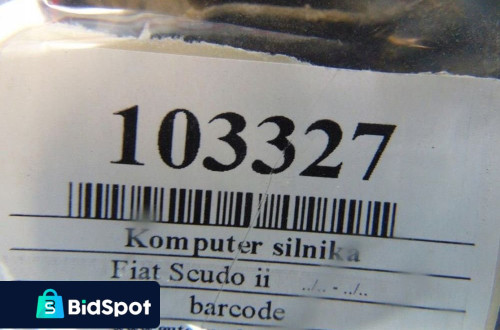 103327
Komputer silnika
Fiat Scudo ii ../.. - ../..
barcode
BidSpot